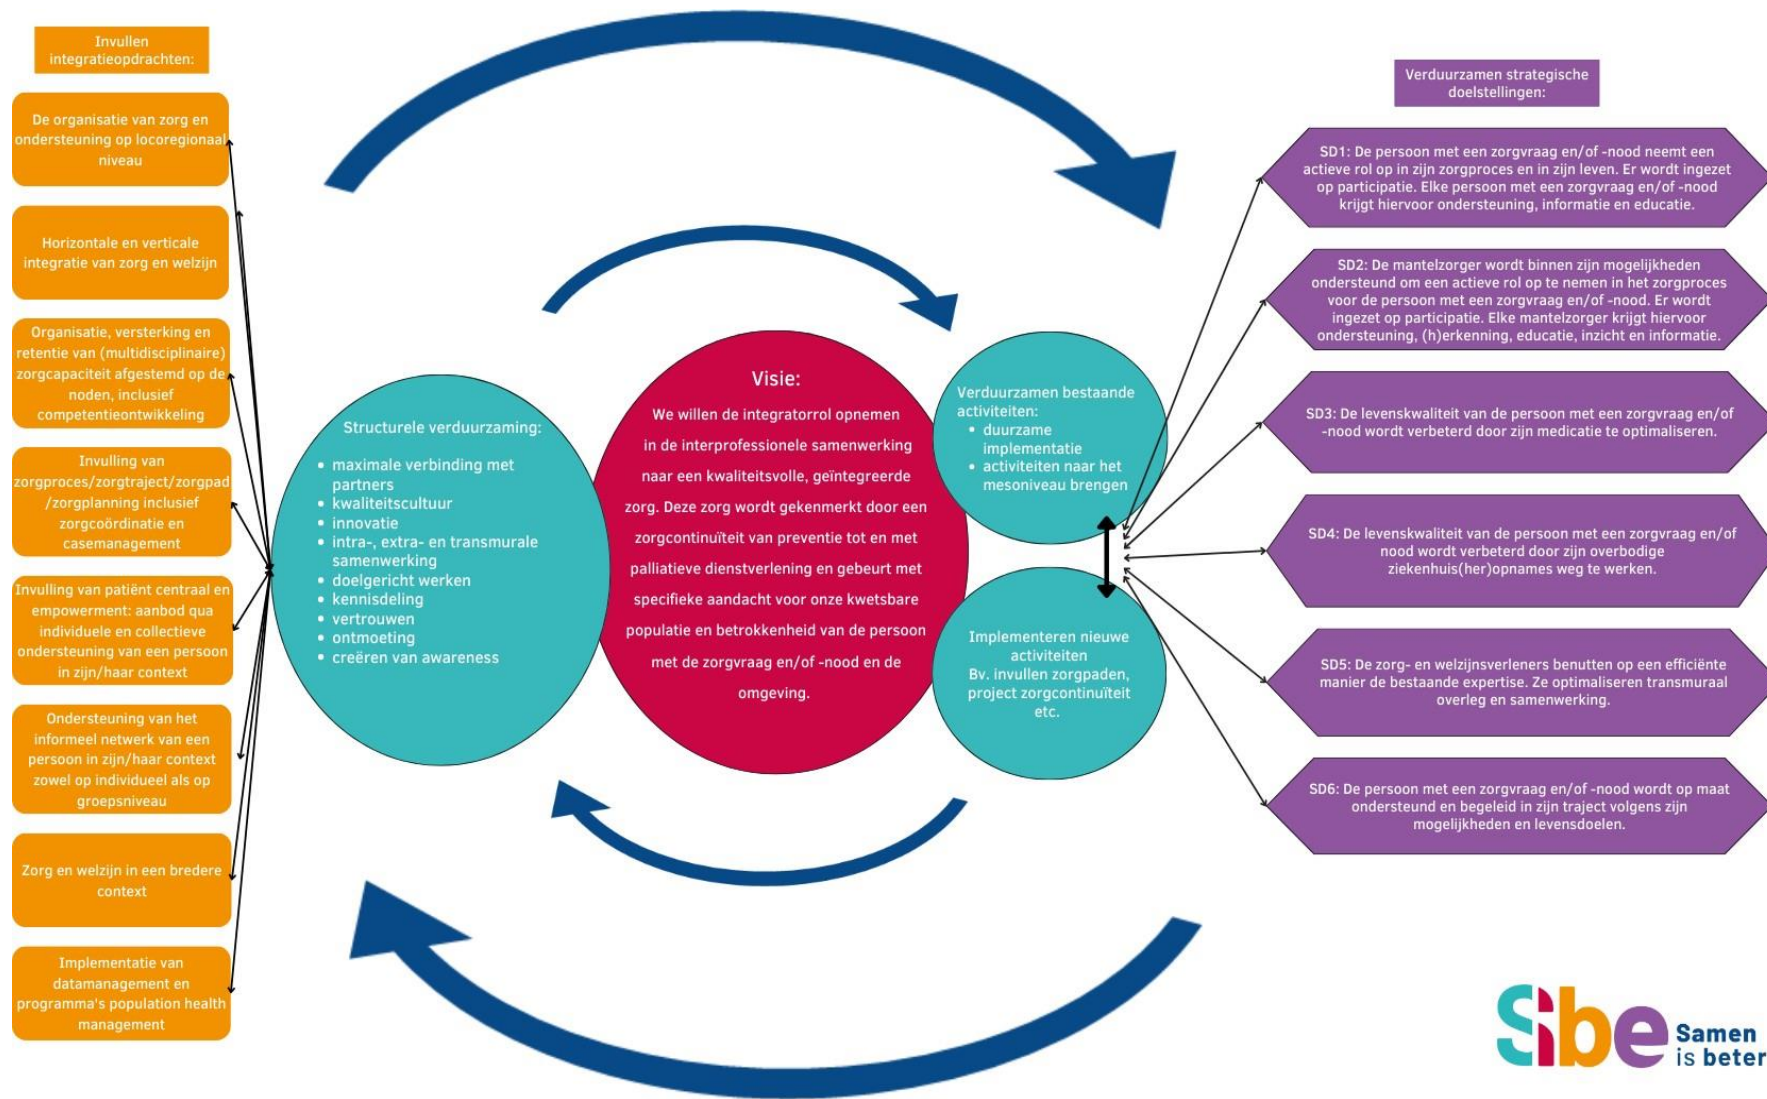 Invullen
integratieopdrachten:
De organisatie van zorg en
ondersteuning op locoregionaal
niveau
Horizontale en verticale
integratie van zorg en welzijn
Organisatie, versterking en
retentie van (multidisciplinaire)
zorgcapaciteit afgestemd op de
noden, inclusief
competentieontwikkeling
Invulling van
zorgproces/zorgtraject/zorgpad
/zorgplanning inclusief
zorgcoördinatie en
casemanagement
Invulling van patiënt centraal en
empowerment: aanbod qua
individuele en collectieve
ondersteuning van een persoon
in zijn/haar context
Ondersteuning van het
informeel netwerk van een
persoon in zijn/haar context
zowel op individueel als op
groepsniveau
Zorg en welzijn in een bredere
context
Implementatie van
datamanagement en
programma's population health
management
Structurele verduurzaming:
• maximale verbinding met
partners
• kwaliteitscultuur
• innovatie
• intra-, extra- en transmurale
samenwerking
• doelgericht werken
• kennisdeling
• vertrouwen
• ontmoeting
• creëren van awareness
Visie:
We willen de integratorrol opnemen
in de interprofessionele samenwerking
naar een kwaliteitsvolle, geïntegreerde
zorg. Deze zorg wordt gekenmerkt door een
zorgcontinuïteit van preventie tot en met
palliatieve dienstverlening en gebeurt met
specifieke aandacht voor onze kwetsbare
populatie en betrokkenheid van de persoon
met de zorgvraag en/of -nood en de
omgeving.
Verduurzamen bestaande
activiteiten:
• duurzame
implementatie
• activiteiten naar het
mesoniveau brengen
Implementeren nieuwe
activiteiten
Bv. invullen zorgpaden,
project zorgcontinuïteit
etc.
Verduurzamen strategische
doelstellingen:
SD1: De persoon met een zorgvraag en/of -nood neemt een
actieve rol op in zijn zorgproces en in zijn leven. Er wordt ingezet
op participatie. Elke persoon met een zorgvraag en/of -nood
krijgt hiervoor ondersteuning, informatie en educatie.
SD2: De mantelzorger wordt binnen zijn mogelijkheden
ondersteund om een actieve rol op te nemen in het zorgproces
voor de persoon met een zorgvraag en/of -nood. Er wordt
ingezet op participatie. Elke mantelzorger krijgt hiervoor
ondersteuning, (h)erkenning, educatie, inzicht en informatie.
SD3: De levenskwaliteit van de persoon met een zorgvraag en/of
-nood wordt verbeterd door zijn medicatie te optimaliseren.
SD4: De levenskwaliteit van de persoon met een zorgvraag en/of
nood wordt verbeterd door zijn overbodige
ziekenhuis(her)opnames weg te werken.
SD5: De zorg- en welzijnsverleners benutten op een efficiënte
manier de bestaande expertise. Ze optimaliseren transmuraal
overleg en samenwerking.
SD6: De persoon met een zorgvraag en/of -nood wordt op maat
ondersteund en begeleid in zijn traject volgens zijn
mogelijkheden en levensdoelen.
Sibe
Samen
is beter